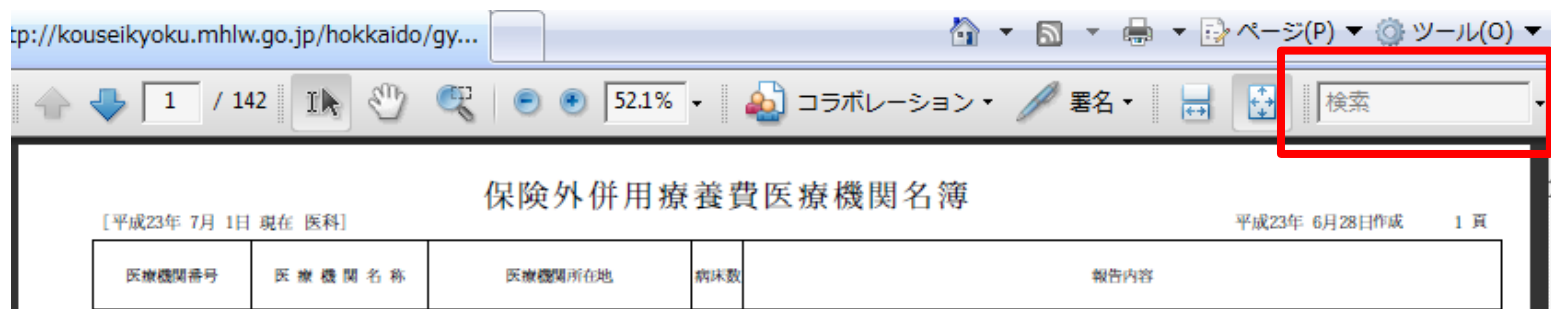 tp://kouseikyoku.mhlw.go.jp/hokkaido/gy...
ページ(P) ツール(O)
1 / 142 52.1% コラボレーション 署名 検索
保険外併用療養費医療機関名簿
[平成23年 7月 1日 現在 医科] 平成23年 6月28日作成 1 頁
医療機関番号 医療機関名称 医療機関所在地 病床数 報告内容